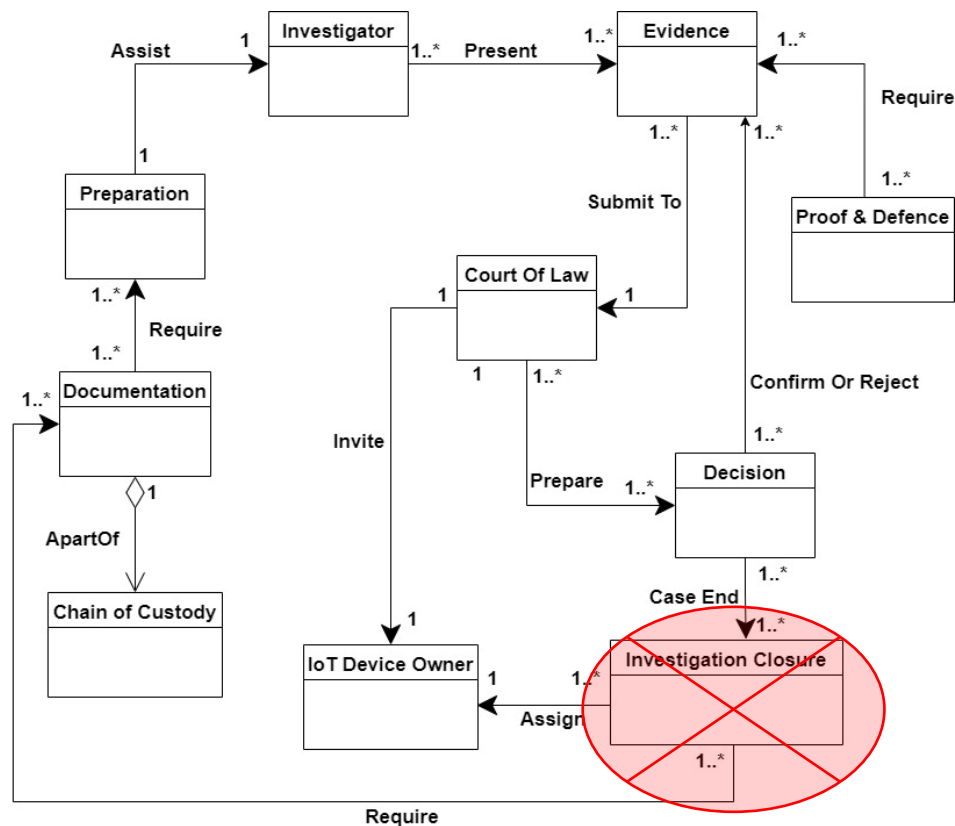 Investigator
Evidence
Assist
1
1..*
Present
1..*
1..*
Require
1
1..*
1..*
Preparation
1..*
Submit To
Proof & Defence
Court Of Law
1..*
1
1
Require
1..*
1
1..*
Documentation
1..*
Confirm Or Reject
1..*
Invite
Decision
Prepare
1..*
1
ApartOf
1..*
Case End
Chain of Custody
1
1..*
IoT Device Owner
Investigation Closure
1
1..*
Assign
1..*
Require